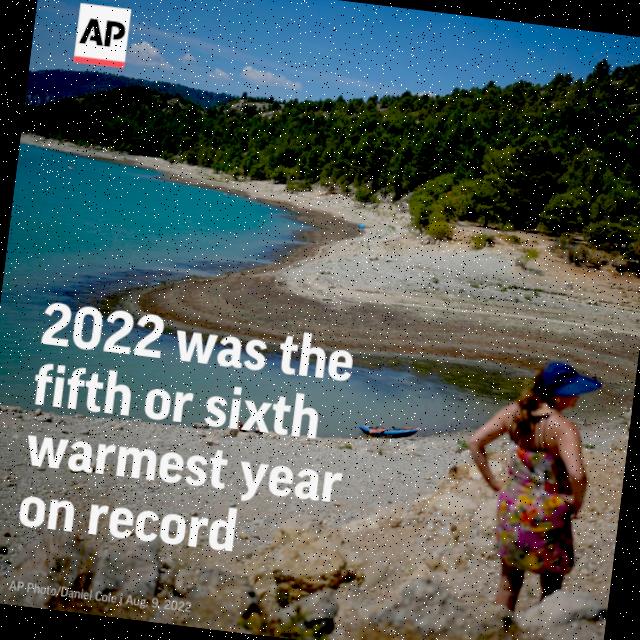 AP
2022 was the
fifth or sixth
warmest year
on record
AP Photo/Daniel Cole | Aug. 9, 2022